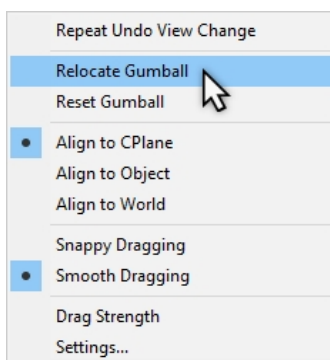 Repeat Undo View Change
Relocate Gumball
Reset Gumball
Align to CPlane
Align to Object
Align to World
Snappy Dragging
Smooth Dragging
Drag Strength
Settings...